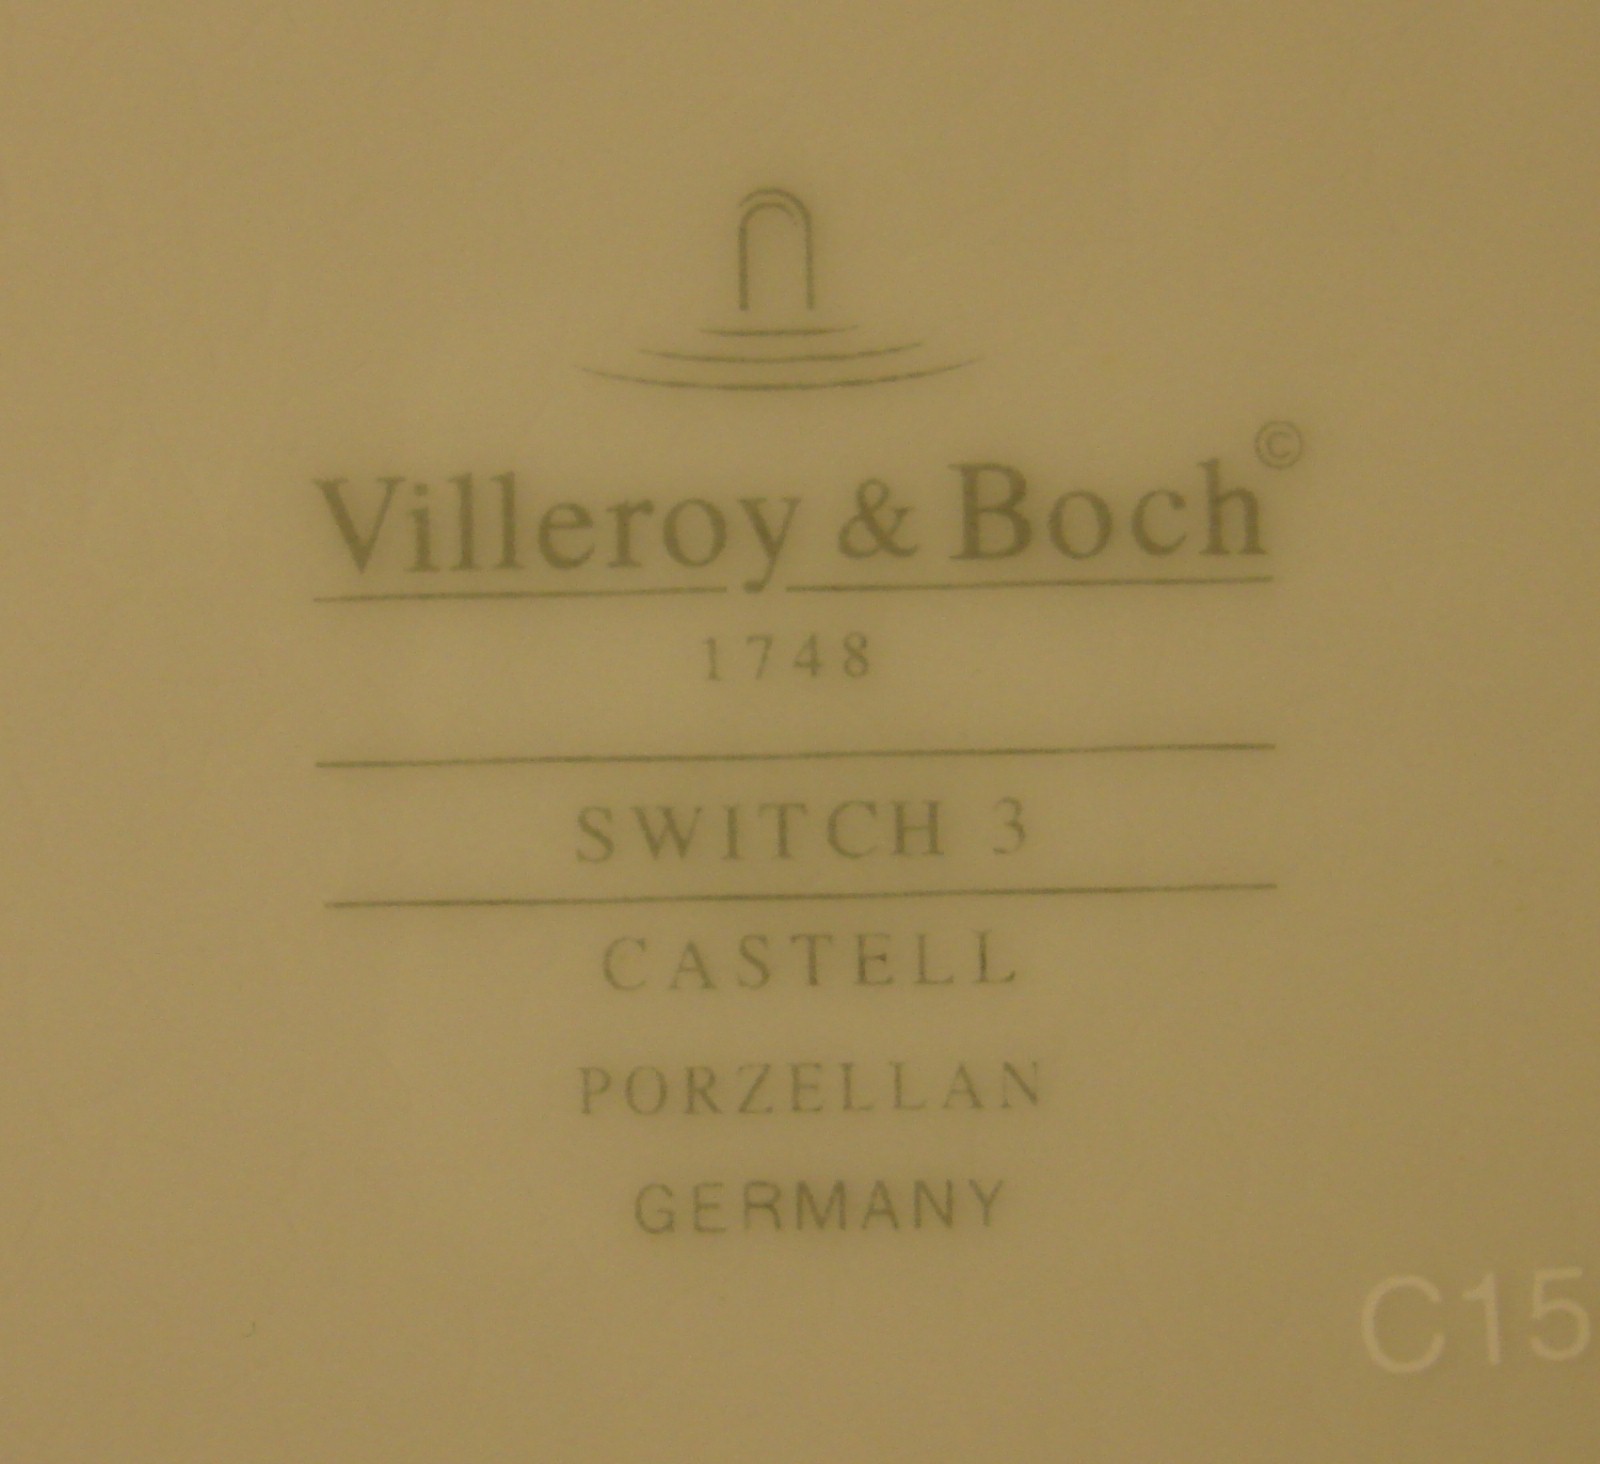 Villeroy & Boch©
1748
SWITCH 3
CASTELL
PORZELLAN
GERMANY
C15